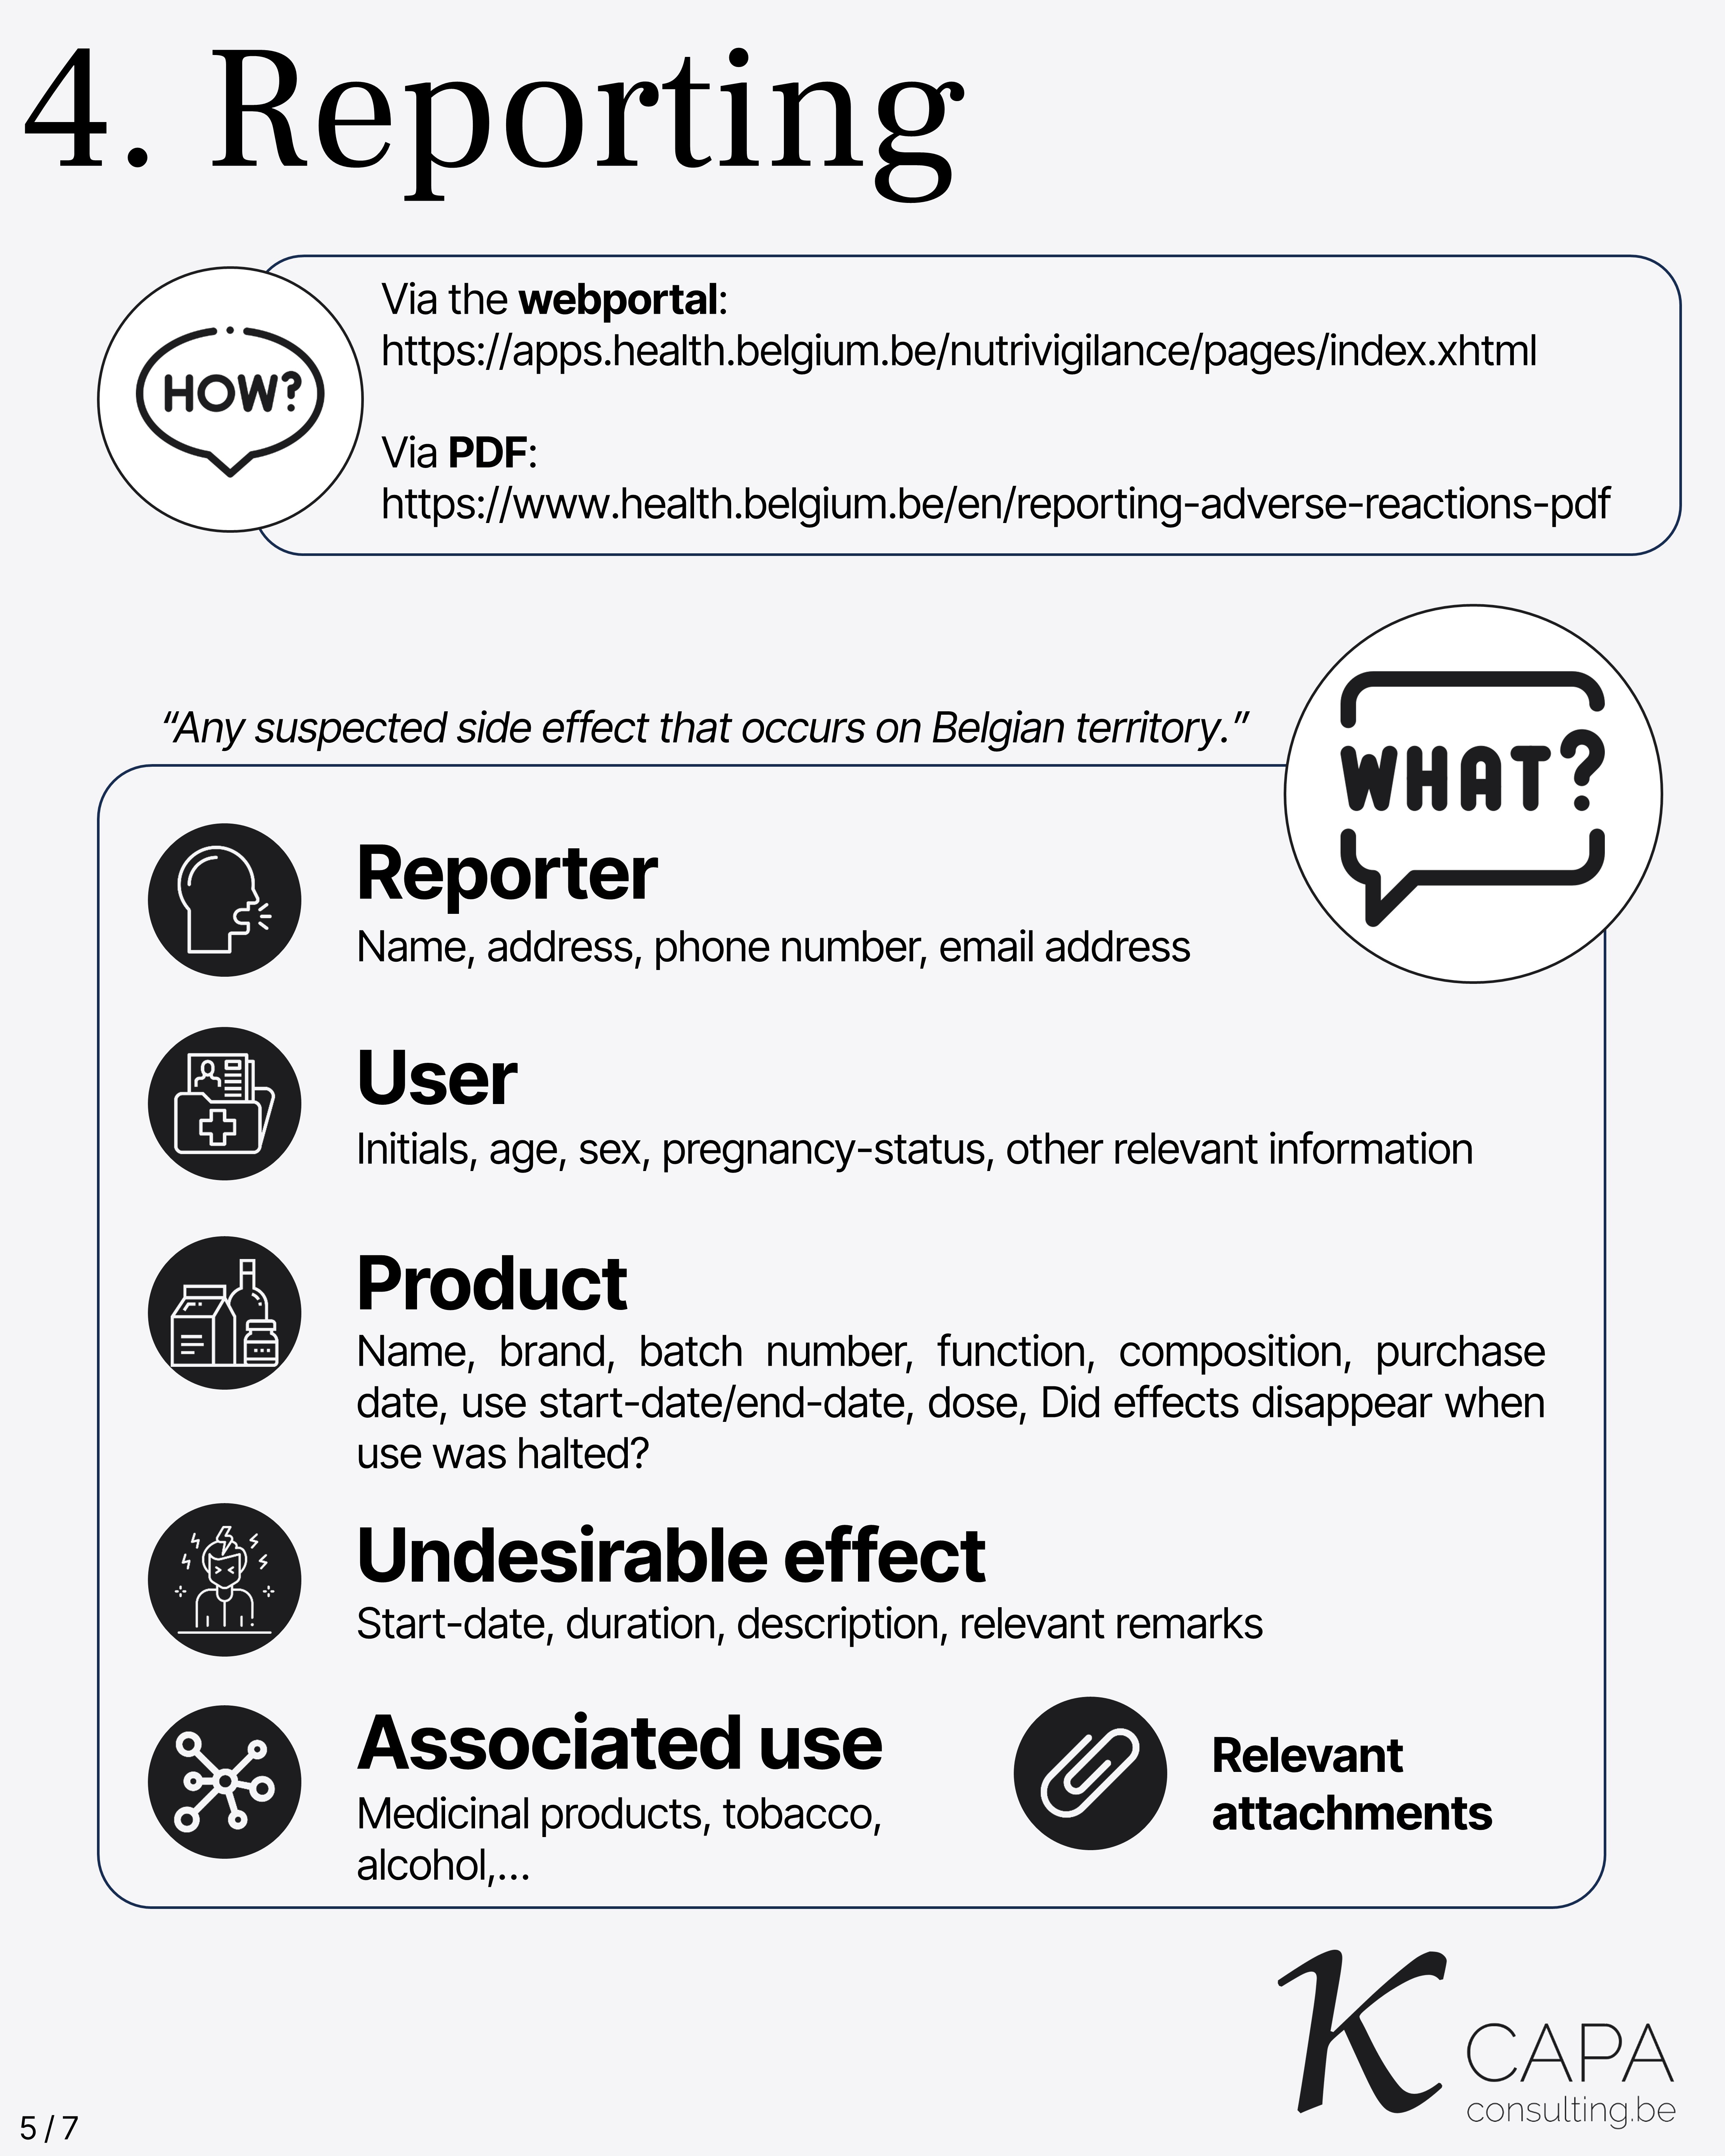 4. Reporting
HOW?
Via the webportal:
https://apps.health.belgium.be/nutrivigilance/pages/index.xhtml
Via PDF:
https://www.health.belgium.be/en/reporting-adverse-reactions-pdf
WHAT?
“Any suspected side effect that occurs on Belgian territory.”
Reporter
Name, address, phone number, email address
User
Initials, age, sex, pregnancy-status, other relevant information
Product
Name, brand, batch number, function, composition, purchase
date, use start-date/end-date, dose, Did effects disappear when
use was halted?
Undesirable effect
Start-date, duration, description, relevant remarks
Associated use
Medicinal products, tobacco,
alcohol,...
Relevant
attachments
K CAPA
consulting.be
5 / 7